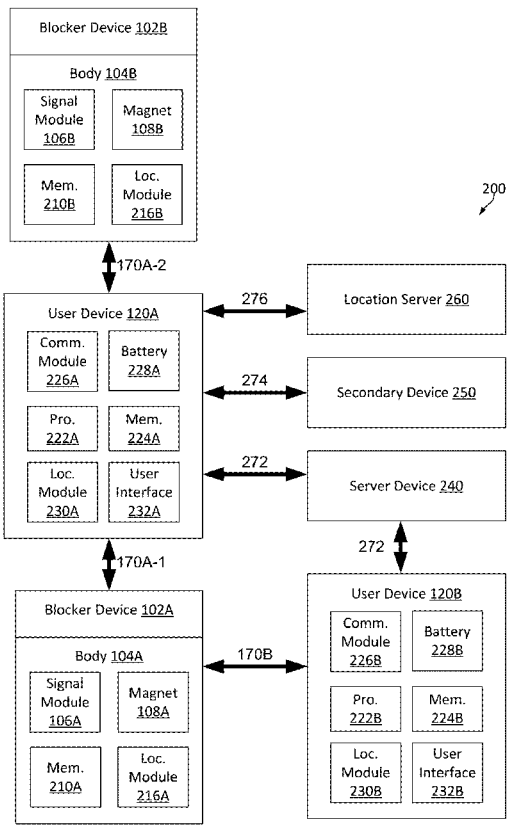 Blocker Device 102B
Body 104B
Signal
Module
106B
Magnet
108B
Mem.
210B
Loc.
Module
216B
200
170A-2
User Device 120A
Comm.
Module
226A
Battery
228A
Pro.
222A
Mem.
224A
Loc.
Module
230A
User
Interface
232A
276
Location Server 260
274
Secondary Device 250
272
Server Device 240
272
170A-1
Blocker Device 102A
Body 104A
Signal
Module
106A
Magnet
108A
Mem.
210A
Loc.
Module
216A
170B
User Device 120B
Comm.
Module
226B
Battery
228B
Pro.
222B
Mem.
224B
Loc.
Module
230B
User
Interface
232B